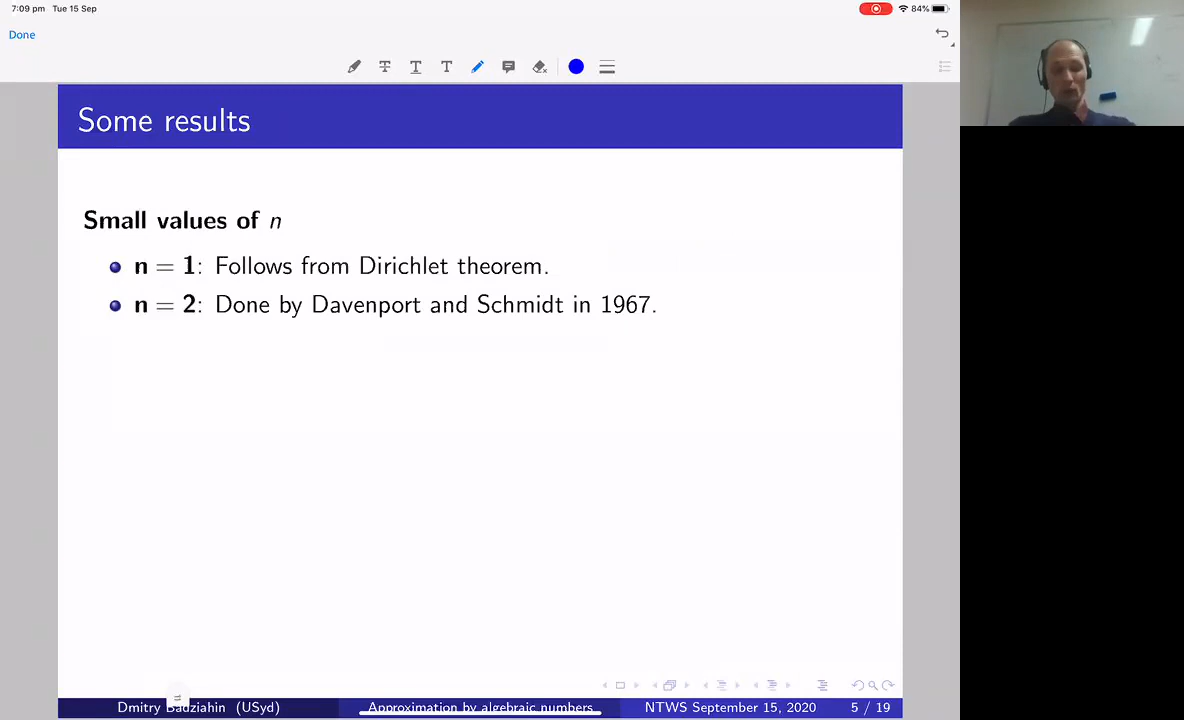 7:09 pm Tue 15 Sep
84%
Done
T T T
Some results
Small values of n
n = 1: Follows from Dirichlet theorem.
n = 2: Done by Davenport and Schmidt in 1967.
Dmitry Badziahin (USyd)
Approximation by algebraic numbers
NTWS September 15, 2020
5 / 19